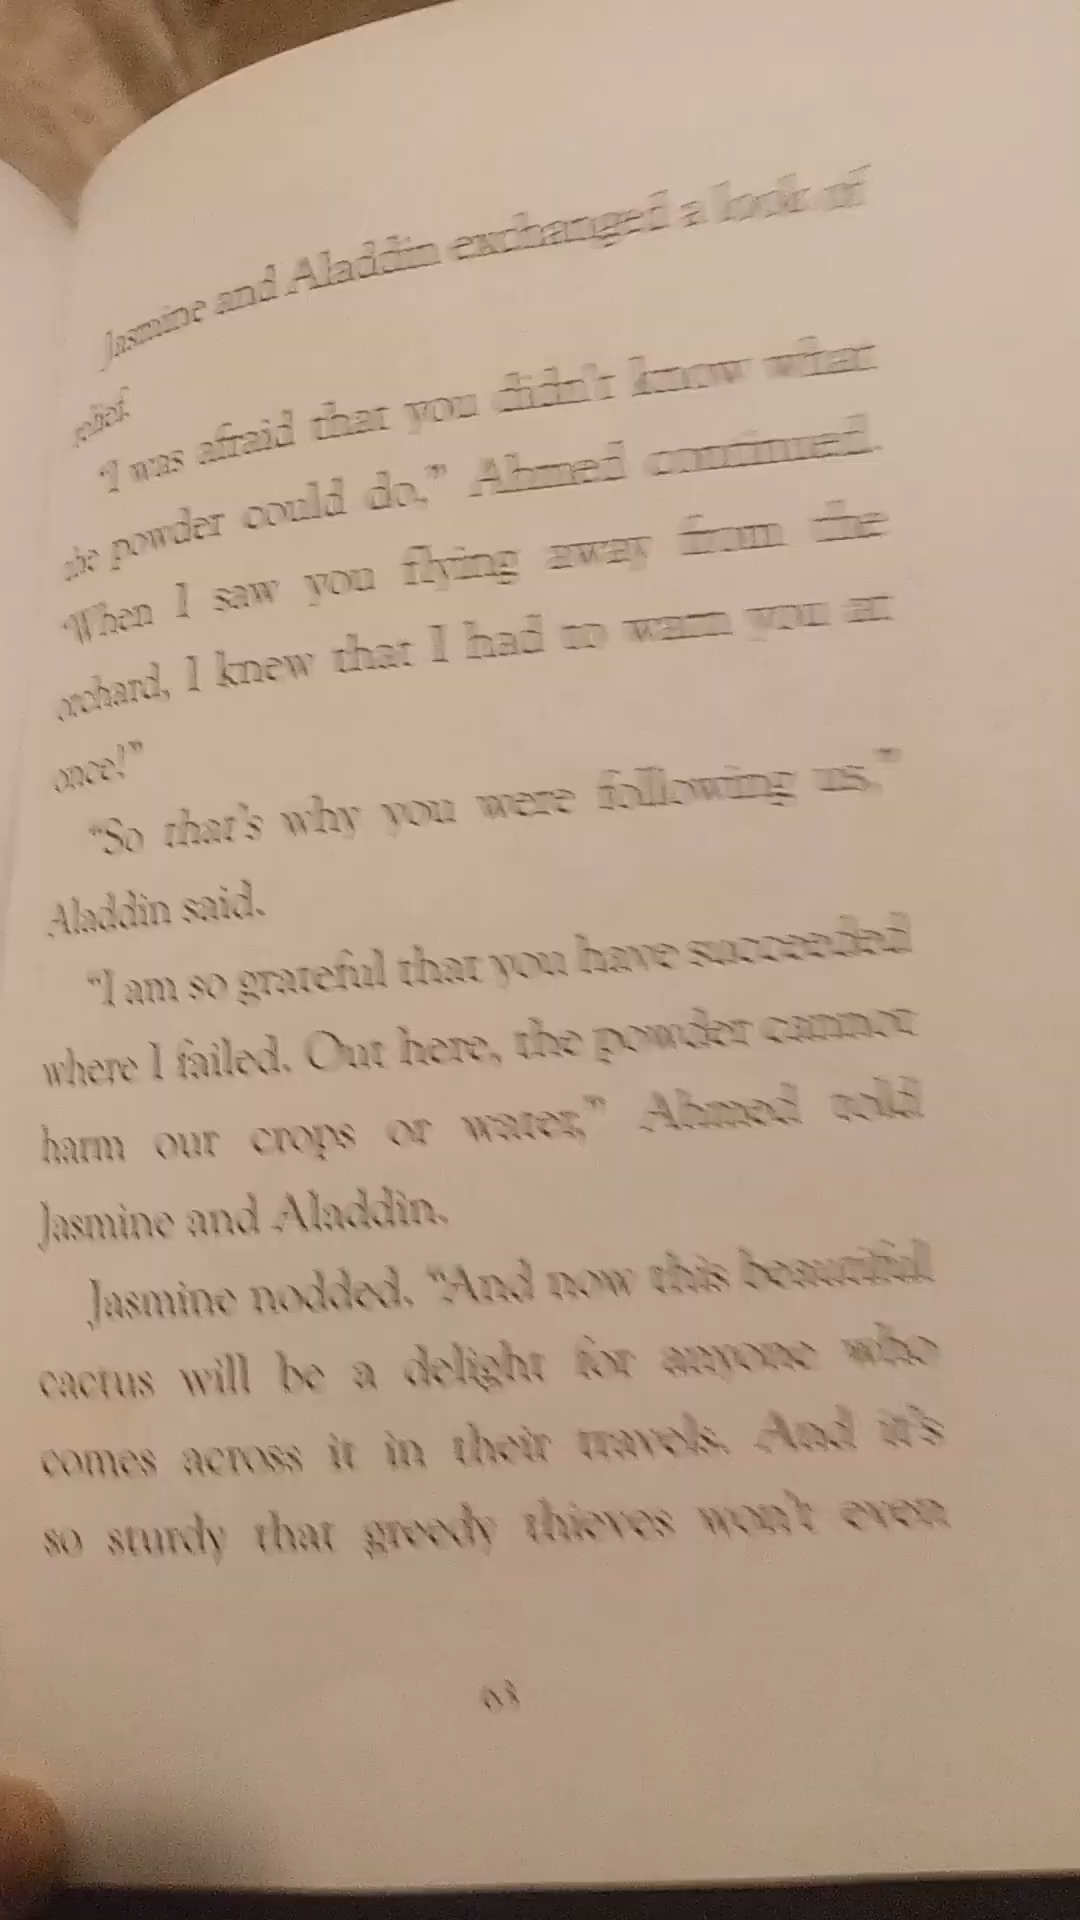 Jasmine and Aladdin exchanged a look of
relief.
"I was afraid that you didn't know what
the powder could do," Ahmed continued.
"When I saw you flying away from the
orchard, I knew that I had to warn you at
once!"
"So that's why you were following us,"
Aladdin said.
"I am so grateful that you have succeeded
where I failed. Out here, the powder cannot
harm our crops or water," Ahmed told
Jasmine and Aladdin.
Jasmine nodded. "And now this beautiful
cactus will be a delight for anyone who
comes across it in their travels. And it's
so sturdy that greedy thieves won't even